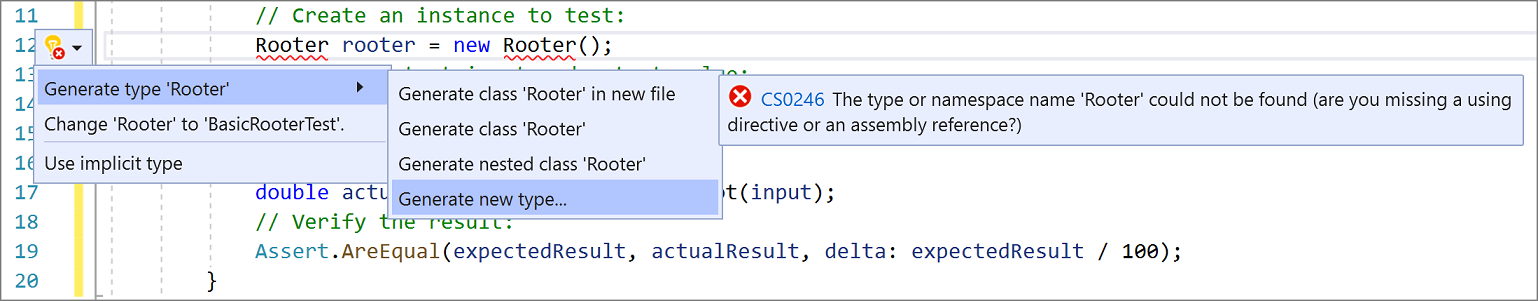 11 // Create an instance to test:
12 Rooter rooter = new Rooter();
13
Generate type 'Rooter'
Change 'Rooter' to 'BasicRooterTest'.
Use implicit type
Generate class 'Rooter' in new file
Generate class 'Rooter'
Generate nested class 'Rooter'
Generate new type...
CS0246 The type or namespace name 'Rooter' could not be found (are you missing a using
directive or an assembly reference?)
14
15
16
17 double actu ot(input);
18 // Verify the result:
19 Assert.AreEqual(expectedResult, actualResult, delta: expectedResult / 100);
20 }